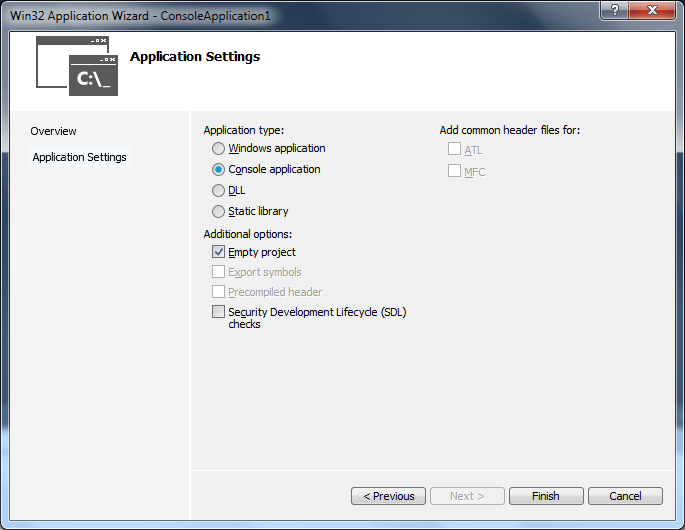 Win32 Application Wizard - ConsoleApplication1
?
C:\_
Application Settings
Overview
Application Settings
Application type:
Windows application
Console application
DLL
Static library
Additional options:
Empty project
Export symbols
Precompiled header
Security Development Lifecycle (SDL)
checks
Add common header files for:
ATL
MFC
< Previous
Next >
Finish
Cancel